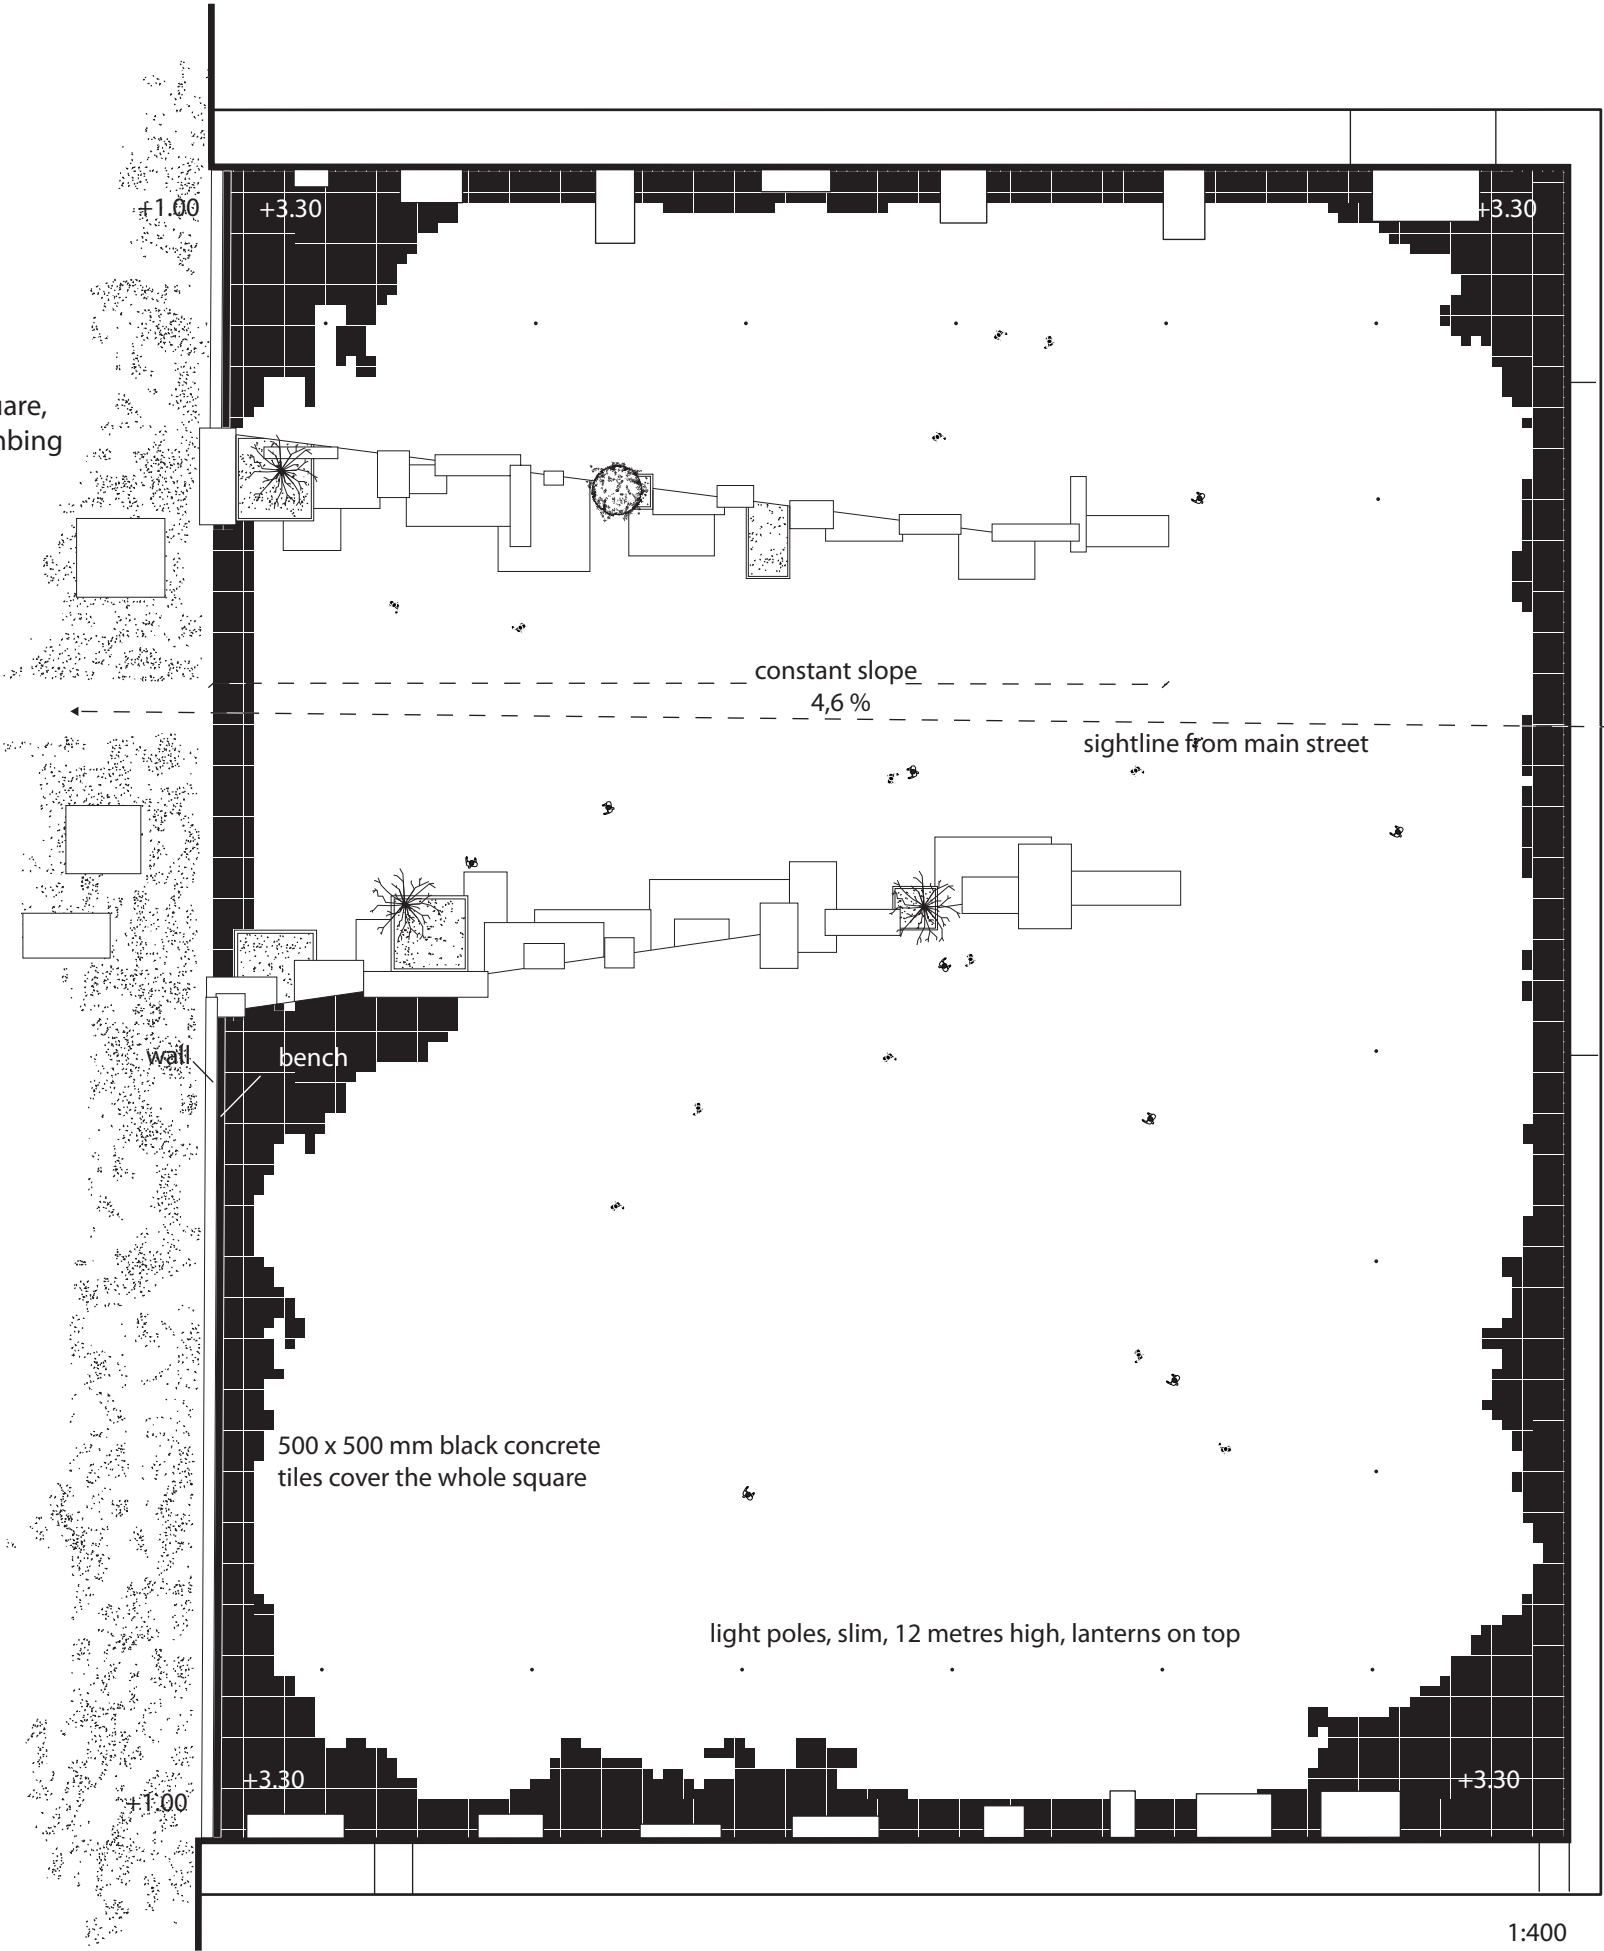 +1.00
+3.30
+3.30
constant slope
4,6 %
sightline from main street
wall
bench
500 x 500 mm black concrete
tiles cover the whole square
light poles, slim, 12 metres high, lanterns on top
+3.30
+1.00
+3.30
1:400